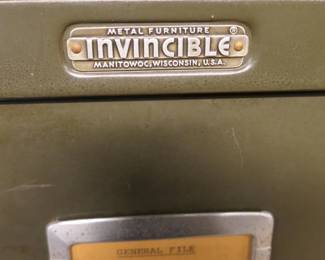 METAL FURNITURE
INVINCIBLE®
MANITOWOC, WISCONSIN, U.S.A.
GENERAL FILE